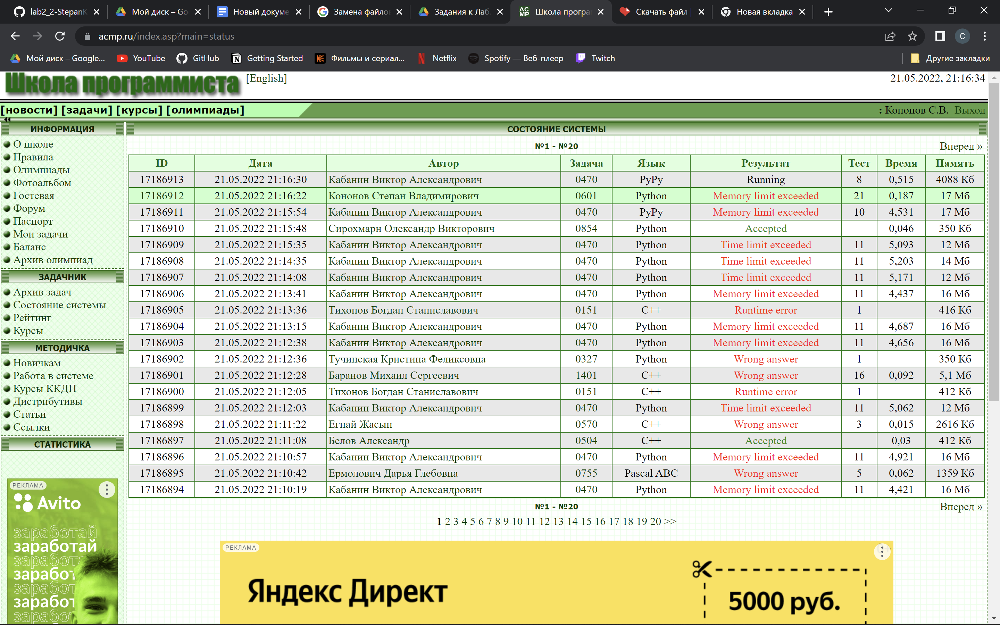 lab2_2-StepanK
Мой диск – Go
Новый докуме
Замена файлов
Задания к Лаб.
AC MP
Школа програ
Скачать файл |
Новая вкладка
acmp.ru/index.asp?main=status
C
Мой диск – Google...
YouTube
GitHub
Getting Started
Фильмы и сериал...
Netflix
Spotify — Веб-плеер
Twitch
Другие закладки
Школа программиста [English] 21.05.2022, 21:16:34
[новости] [задачи] [курсы] [олимпиады] : Кононов С.В. Выход
ИНФОРМАЦИЯ
О школе
Правила
Олимпиады
Фотоальбом
Гостевая
Форум
Паспорт
Мои задачи
Баланс
Архив олимпиад
ЗАДАЧНИК
Архив задач
Состояние системы
Рейтинг
Курсы
МЕТОДИЧКА
Новичкам
Работа в системе
Курсы ККДП
Дистрибутивы
Статьи
Ссылки
СТАТИСТИКА
РЕКЛАМА
Avito
заработай
заработай
заработа
заработ
заработ
заработ
заработ
СОСТОЯНИЕ СИСТЕМЫ
№1 - №20 Вперед »
ID Дата Автор Задача Язык Результат Тест Время Память
17186913 21.05.2022 21:16:30 Кабанин Виктор Александрович 0470 PyPy Running 8 0,515 4088 Кб
17186912 21.05.2022 21:16:22 Кононов Степан Владимирович 0601 Python Memory limit exceeded 21 0,187 17 Мб
17186911 21.05.2022 21:15:54 Кабанин Виктор Александрович 0470 PyPy Memory limit exceeded 10 4,531 17 Мб
17186910 21.05.2022 21:15:48 Сирохмарн Олександр Викторович 0854 Python Accepted 0,046 350 Кб
17186909 21.05.2022 21:15:35 Кабанин Виктор Александрович 0470 Python Time limit exceeded 11 5,093 12 Мб
17186908 21.05.2022 21:14:35 Кабанин Виктор Александрович 0470 Python Time limit exceeded 11 5,203 14 Мб
17186907 21.05.2022 21:14:08 Кабанин Виктор Александрович 0470 Python Time limit exceeded 11 5,171 12 Мб
17186906 21.05.2022 21:13:41 Кабанин Виктор Александрович 0470 Python Memory limit exceeded 11 4,437 16 Мб
17186905 21.05.2022 21:13:36 Тихонов Богдан Станиславович 0151 C++ Runtime error 1 416 Кб
17186904 21.05.2022 21:13:15 Кабанин Виктор Александрович 0470 Python Memory limit exceeded 11 4,687 16 Мб
17186903 21.05.2022 21:12:38 Кабанин Виктор Александрович 0470 Python Memory limit exceeded 11 4,656 16 Мб
17186902 21.05.2022 21:12:36 Тучинская Кристина Феликсовна 0327 Python Wrong answer 1 350 Кб
17186901 21.05.2022 21:12:28 Баранов Михаил Сергеевич 1401 C++ Wrong answer 16 0,092 5,1 Мб
17186900 21.05.2022 21:12:05 Тихонов Богдан Станиславович 0151 C++ Runtime error 1 412 Кб
17186899 21.05.2022 21:12:03 Кабанин Виктор Александрович 0470 Python Time limit exceeded 11 5,062 12 Мб
17186898 21.05.2022 21:11:22 Егнай Жасын 0570 C++ Wrong answer 3 0,015 2616 Кб
17186897 21.05.2022 21:11:08 Белов Александр 0504 C++ Accepted 0,03 412 Кб
17186896 21.05.2022 21:10:57 Кабанин Виктор Александрович 0470 Python Memory limit exceeded 11 4,921 16 Мб
17186895 21.05.2022 21:10:42 Ермолович Дарья Глебовна 0755 Pascal ABC Wrong answer 5 0,062 1359 Кб
17186894 21.05.2022 21:10:19 Кабанин Виктор Александрович 0470 Python Memory limit exceeded 11 4,421 16 Мб
№1 - №20 Вперед »
1 2 3 4 5 6 7 8 9 10 11 12 13 14 15 16 17 18 19 20 >>
РЕКЛАМА
Яндекс Директ
5000 руб.